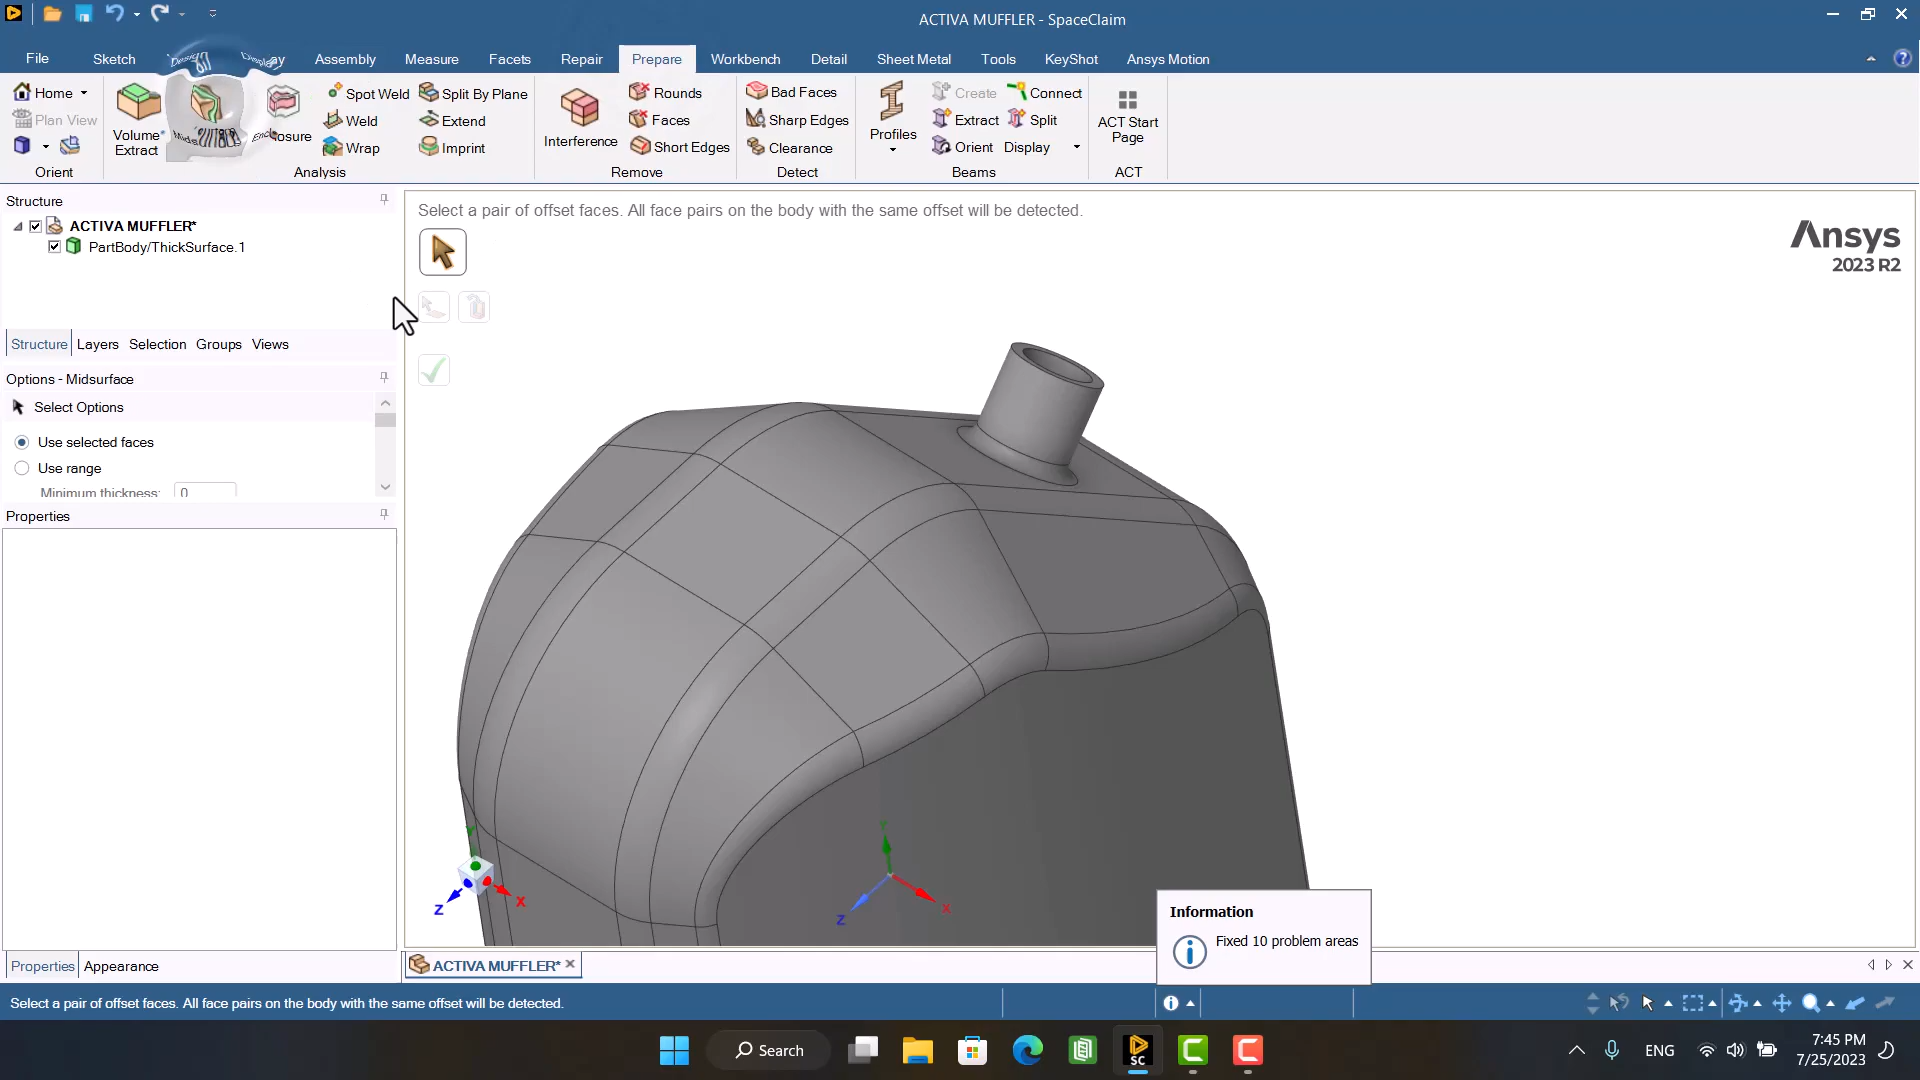 ACTIVA MUFFLER - SpaceClaim
File
Sketch
Assembly
Measure
Facets
Repair
Prepare
Workbench
Detail
Sheet Metal
Tools
KeyShot
Ansys Motion
Home
Plan View
Orient
Volume
Extract
Spot Weld
Weld
Wrap
Split By Plane
Extend
Imprint
Analysis
Interference
Rounds
Faces
Short Edges
Remove
Bad Faces
Sharp Edges
Clearance
Detect
Profiles
Create
Extract
Orient
Connect
Split
Display
Beams
ACT Start
Page
ACT
Structure
ACTIVA MUFFLER*
PartBody/ThickSurface.1
Structure Layers Selection Groups Views
Options - Midsurface
Select Options
Use selected faces
Use range
Minimum thickness: 0
Properties
Properties Appearance
Select a pair of offset faces. All face pairs on the body with the same offset will be detected.
Ansys
2023 R2
Y
X
Z
Y
X
Z
Information
Fixed 10 problem areas
ACTIVA MUFFLER*
Select a pair of offset faces. All face pairs on the body with the same offset will be detected.
Search
SC
ENG
7:45 PM
7/25/2023